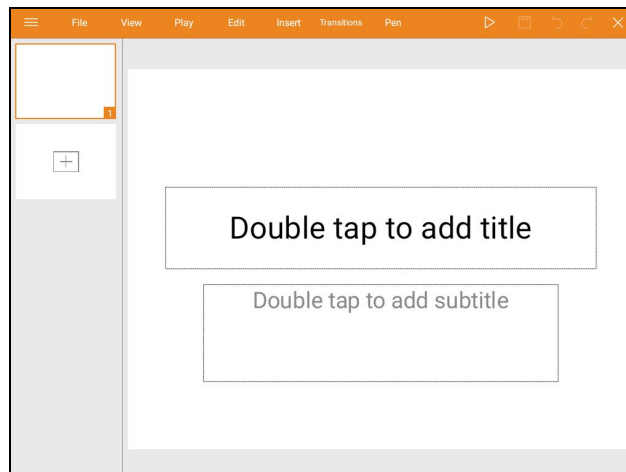 File View Play Edit Insert Transitions Pen
1
Double tap to add title
Double tap to add subtitle